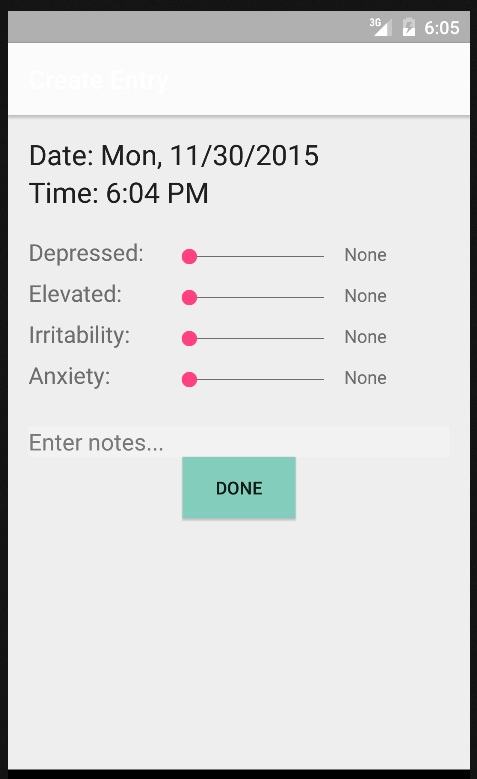 3G 6:05
Create Entry
Date: Mon, 11/30/2015
Time: 6:04 PM
Depressed: None
Elevated: None
Irritability: None
Anxiety: None
Enter notes...
DONE